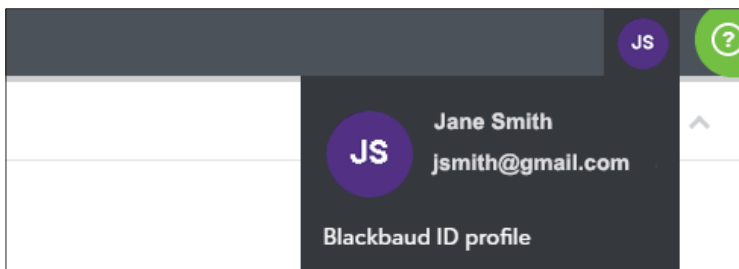 JS
?
JS
Jane Smith
jsmith@gmail.com
Blackbaud ID profile